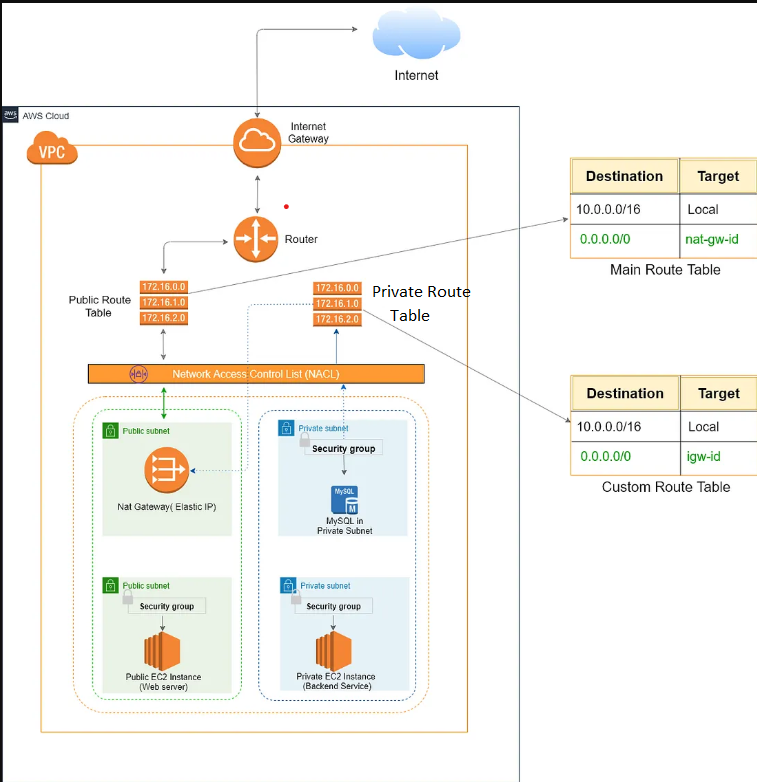 Internet
aws
AWS Cloud
Internet
Gateway
VPC
Router
Destination Target
10.0.0.0/16 Local
0.0.0.0/0 nat-gw-id
Main Route Table
Public Route
Table
172.16.0.0
172.16.1.0
172.16.2.0
172.16.0.0
172.16.1.0
172.16.2.0
Private Route
Table
Network Access Control List (NACL)
Destination Target
10.0.0.0/16 Local
0.0.0.0/0 igw-id
Custom Route Table
Public subnet
Nat Gateway( Elastic IP)
Private subnet
Security group
MySQL
M
MySQL in
Private Subnet
Public subnet
Security group
Public EC2 Instance
(Web server)
Private subnet
Security group
Private EC2 Instance
(Backend Service)